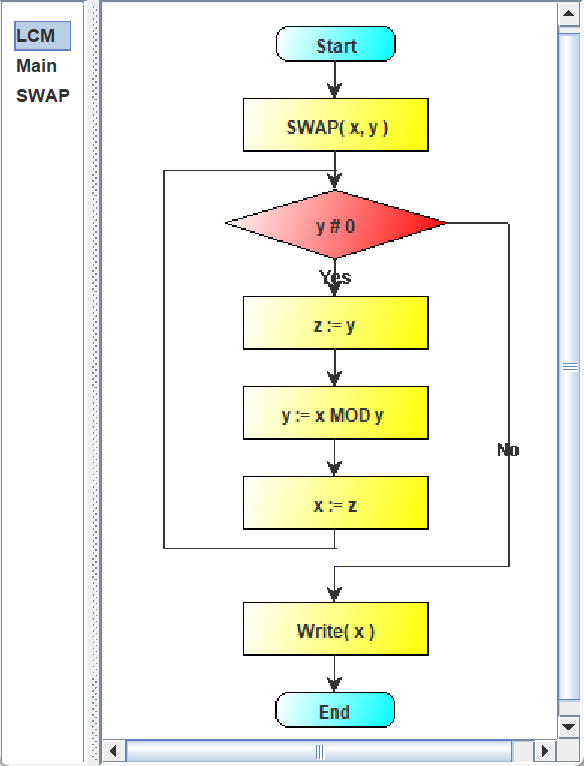 LCM
Main
SWAP
Start
SWAP( x, y )
y # 0
Yes
z := y
y := x MOD y
No
x := z
Write( x )
End